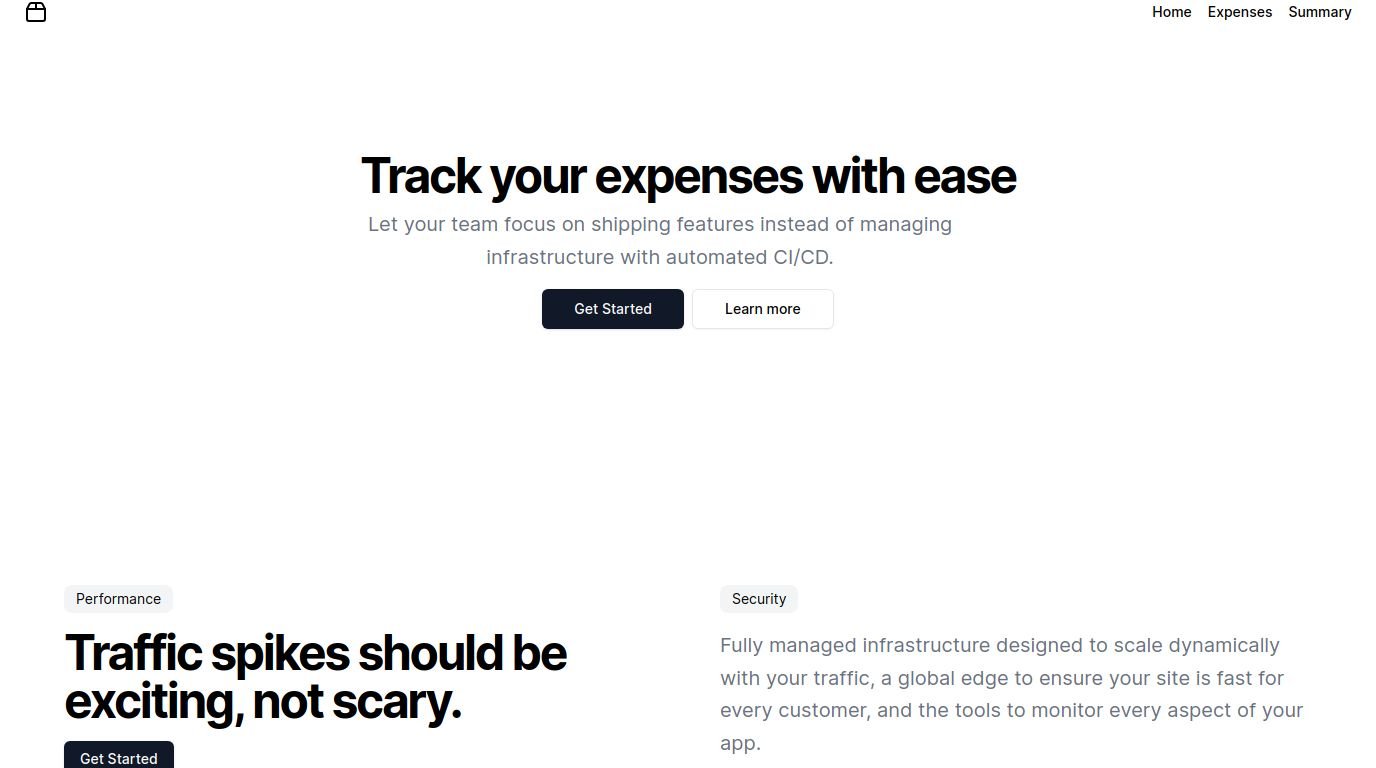 Home Expenses Summary
Track your expenses with ease
Let your team focus on shipping features instead of managing
infrastructure with automated CI/CD.
Get Started Learn more
Performance
Traffic spikes should be
exciting, not scary.
Get Started
Security
Fully managed infrastructure designed to scale dynamically
with your traffic, a global edge to ensure your site is fast for
every customer, and the tools to monitor every aspect of your
app.